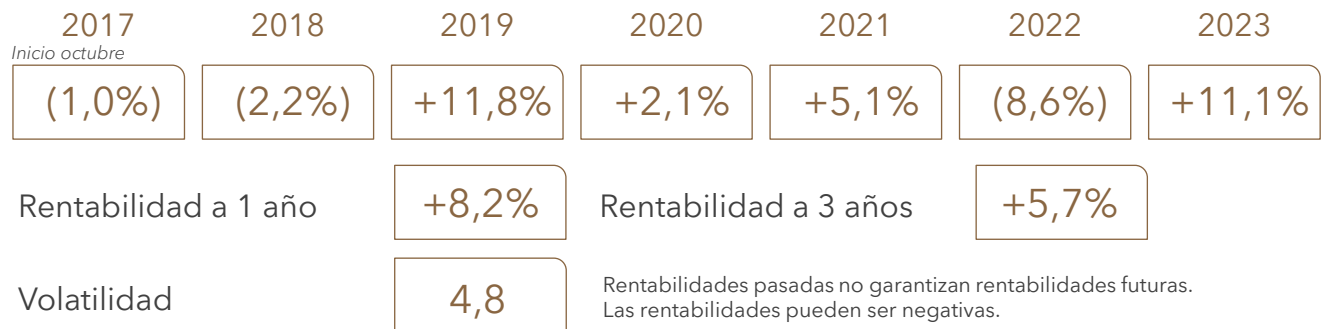 2017 2018 2019 2020 2021 2022 2023
Inicio octubre
(1,0%) (2,2%) +11,8% +2,1% +5,1% (8,6%) +11,1%
Rentabilidad a 1 año +8,2% Rentabilidad a 3 años +5,7%
Volatilidad 4,8
Rentabilidades pasadas no garantizan rentabilidades futuras.
Las rentabilidades pueden ser negativas.